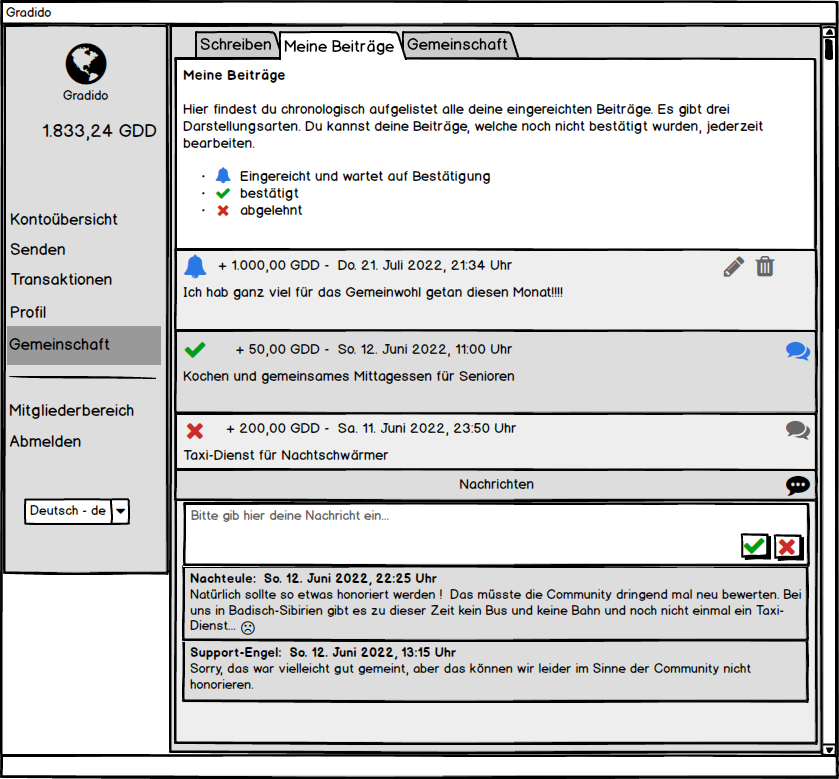 Gradido
Gradido
1.833,24 GDD
Kontoübersicht
Senden
Transaktionen
Profil
Gemeinschaft
Mitgliederbereich
Abmelden
Deutsch - de
Schreiben
Meine Beiträge
Gemeinschaft
Meine Beiträge
Hier findest du chronologisch aufgelistet alle deine eingereichten Beiträge. Es gibt drei
Darstellungsarten. Du kannst deine Beiträge, welche noch nicht bestätigt wurden, jederzeit
bearbeiten.
· Eingereicht und wartet auf Bestätigung
· bestätigt
· abgelehnt
+ 1.000,00 GDD - Do. 21. Juli 2022, 21:34 Uhr
Ich hab ganz viel für das Gemeinwohl getan diesen Monat!!!!
+ 50,00 GDD - So. 12. Juni 2022, 11:00 Uhr
Kochen und gemeinsames Mittagessen für Senioren
+ 200,00 GDD - Sa. 11. Juni 2022, 23:50 Uhr
Taxi-Dienst für Nachtschwärmer
Nachrichten
Bitte gib hier deine Nachricht ein...
Nachteule: So. 12. Juni 2022, 22:25 Uhr
Natürlich sollte so etwas honoriert werden ! Das müsste die Community dringend mal neu bewerten. Bei
uns in Badisch-Sibirien gibt es zu dieser Zeit kein Bus und keine Bahn und noch nicht einmal ein Taxi-
Dienst... ☹
Support-Engel: So. 12. Juni 2022, 13:15 Uhr
Sorry, das war vielleicht gut gemeint, aber das können wir leider im Sinne der Community nicht
honorieren.